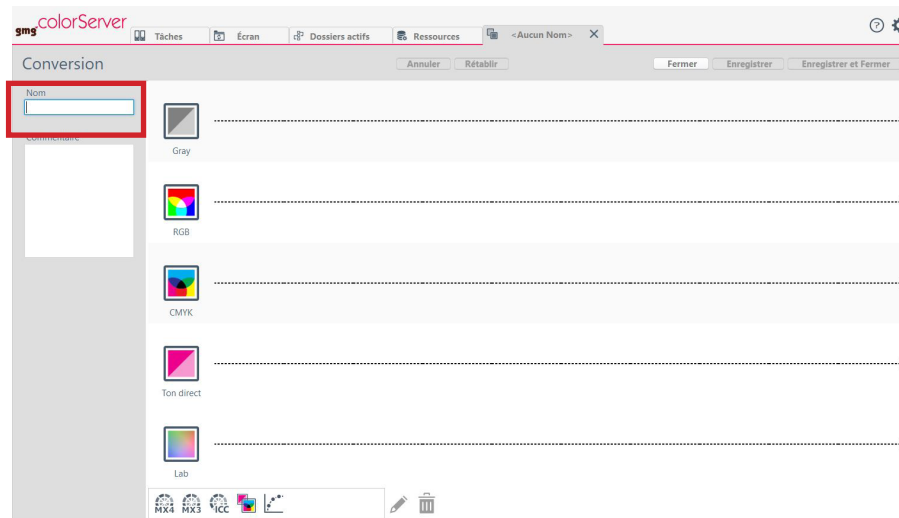 gmg colorServer
Tâches
Écran
Dossiers actifs
Ressources
<Aucun Nom>
Conversion
Annuler
Rétablir
Fermer
Enregistrer
Enregistrer et Fermer
Nom
Commentaire
Gray
RGB
CMYK
Ton direct
Lab
MX4 MX3 ICC